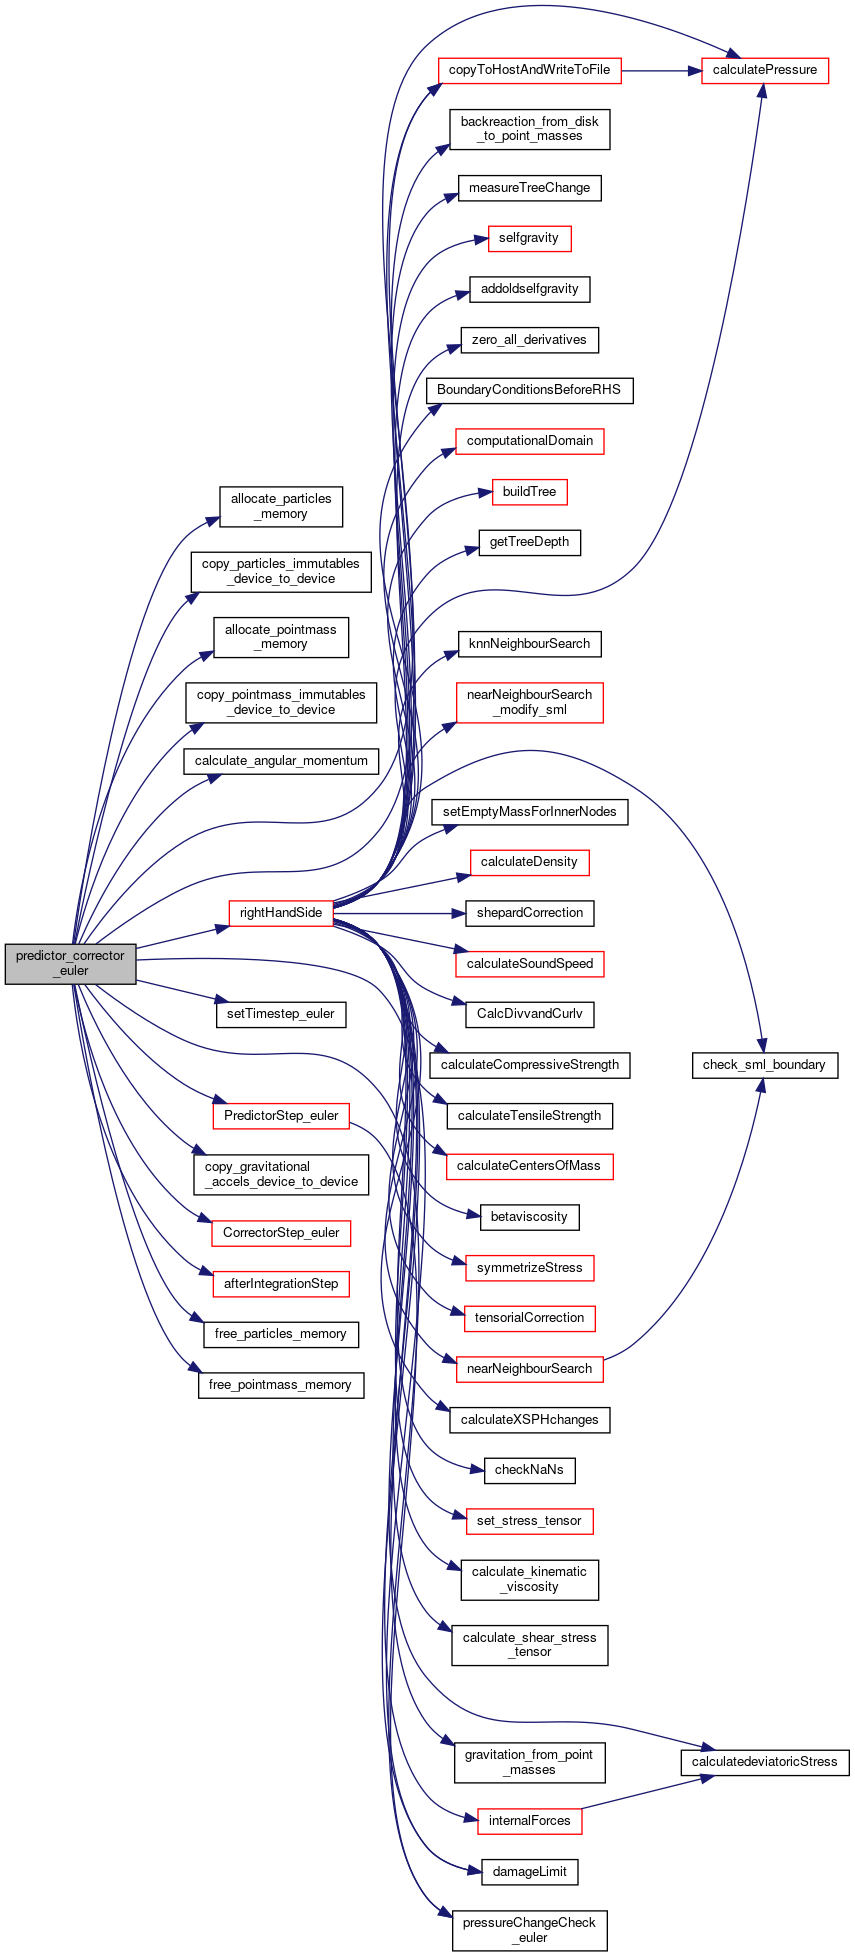 copyToHostAndWriteToFile
calculatePressure
backreaction_from_disk
_to_point_masses
measureTreeChange
selfgravity
addoldselfgravity
zero_all_derivatives
BoundaryConditionsBeforeRHS
computationalDomain
buildTree
getTreeDepth
knnNeighbourSearch
nearNeighbourSearch
_modify_sml
setEmptyMassForInnerNodes
calculateDensity
shepardCorrection
calculateSoundSpeed
CalcDivvandCurlv
calculateCompressiveStrength
calculateTensileStrength
calculateCentersOfMass
betaviscosity
symmetrizeStress
tensorialCorrection
nearNeighbourSearch
calculateXSPHchanges
checkNaNs
set_stress_tensor
calculate_kinematic
_viscosity
calculate_shear_stress
_tensor
gravitation_from_point
_masses
internalForces
damageLimit
pressureChangeCheck
_euler
check_sml_boundary
calculatedeviatoricStress
allocate_particles
_memory
copy_particles_immutables
_device_to_device
allocate_pointmass
_memory
copy_pointmass_immutables
_device_to_device
calculate_angular_momentum
rightHandSide
predictor_corrector
_euler
setTimestep_euler
PredictorStep_euler
copy_gravitational
_accels_device_to_device
CorrectorStep_euler
afterIntegrationStep
free_particles_memory
free_pointmass_memory